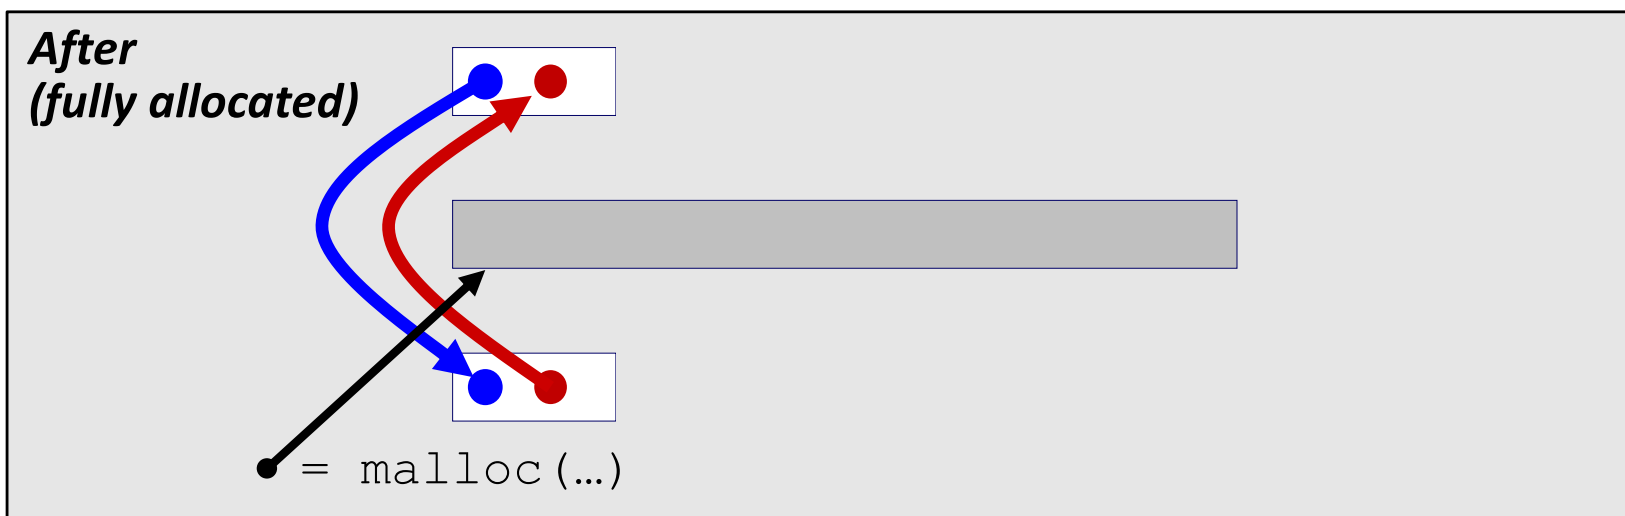 After
(fully allocated)
= malloc(…)